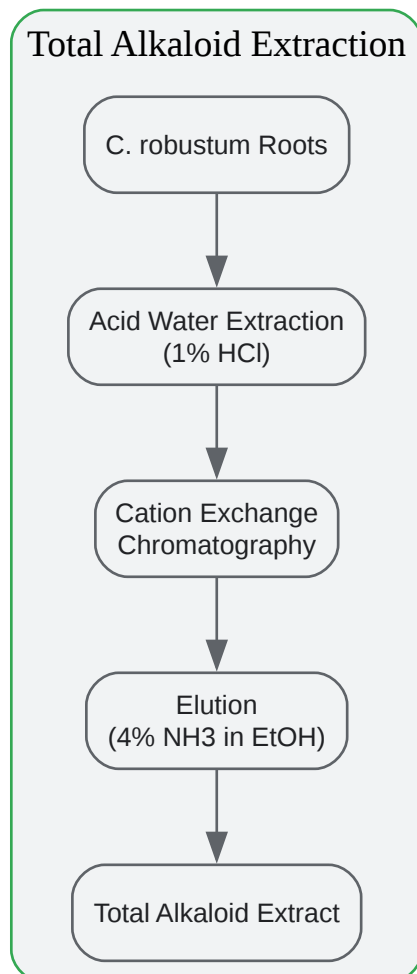 Total Alkaloid Extraction
C. robustum Roots
Acid Water Extraction
(1% HCl)
Cation Exchange
Chromatography
Elution
(4% NH3 in EtOH)
Total Alkaloid Extract